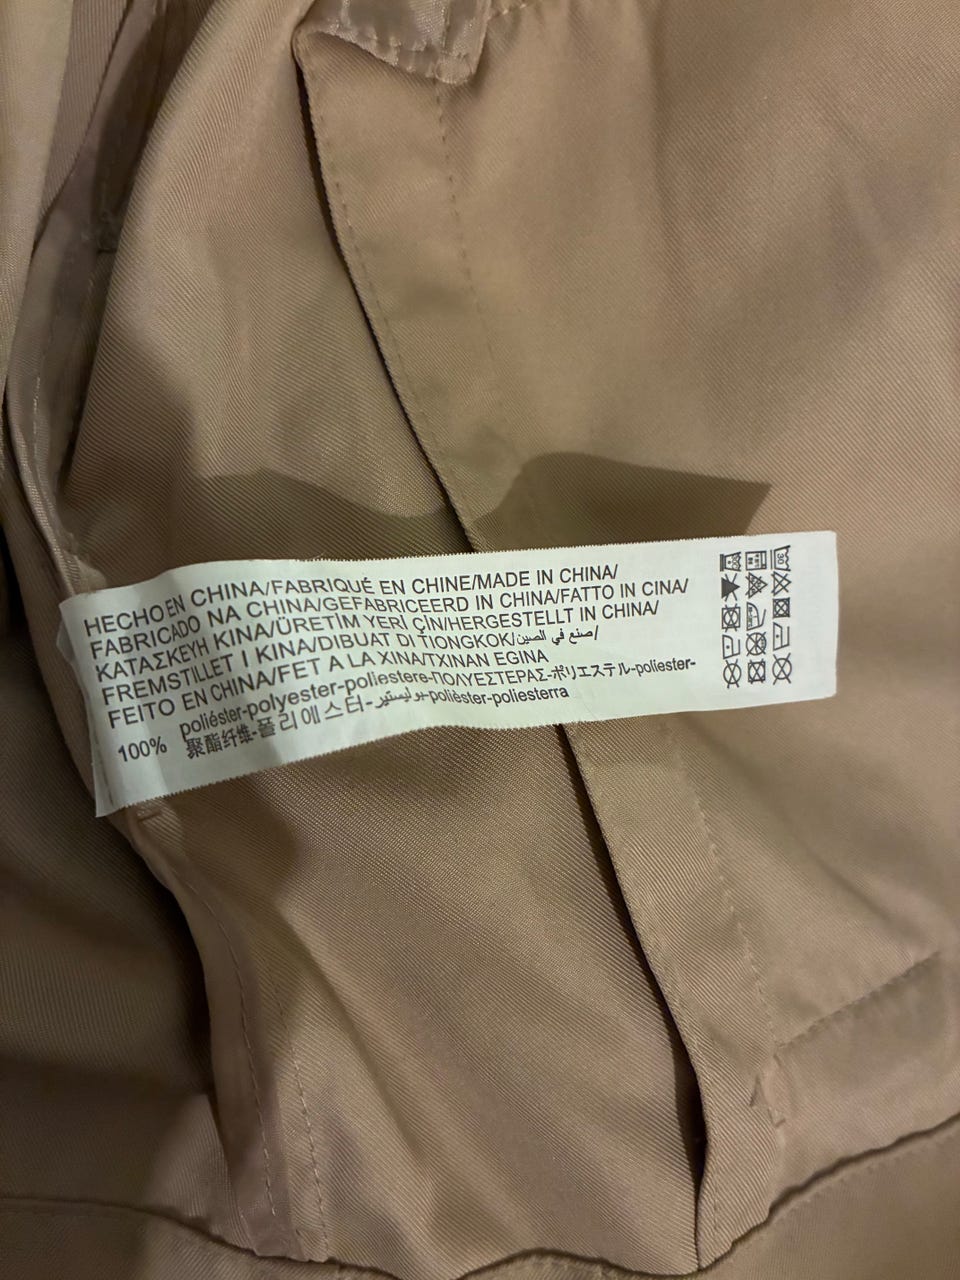 HECHO EN CHINA/FABRIQUÉ EN CHINE/MADE IN CHINA/
FABRICADO NA CHINA/GEFABRICEERD IN CHINA/FATTO IN CINA/
ΚΑΤΑΣΚΕΥΗ ΚΙΝΑ/ÜRETİM YERİ ÇİN/HERGESTELLT IN CHINA/
FREMSTILLET I KINA/DIBUAT DI TIONGKOK/صنع في الصين/
FEITO EN CHINA/FET A LA XINA/TXINAN EGINA
100% poliéster-polyester-poliestere-ΠΟΛΥΕΣΤΕΡΑΣ-ポリエステル-poliester-
聚酯纤维-폴리에스터-بوليستير-poliéster-poliesterra
30